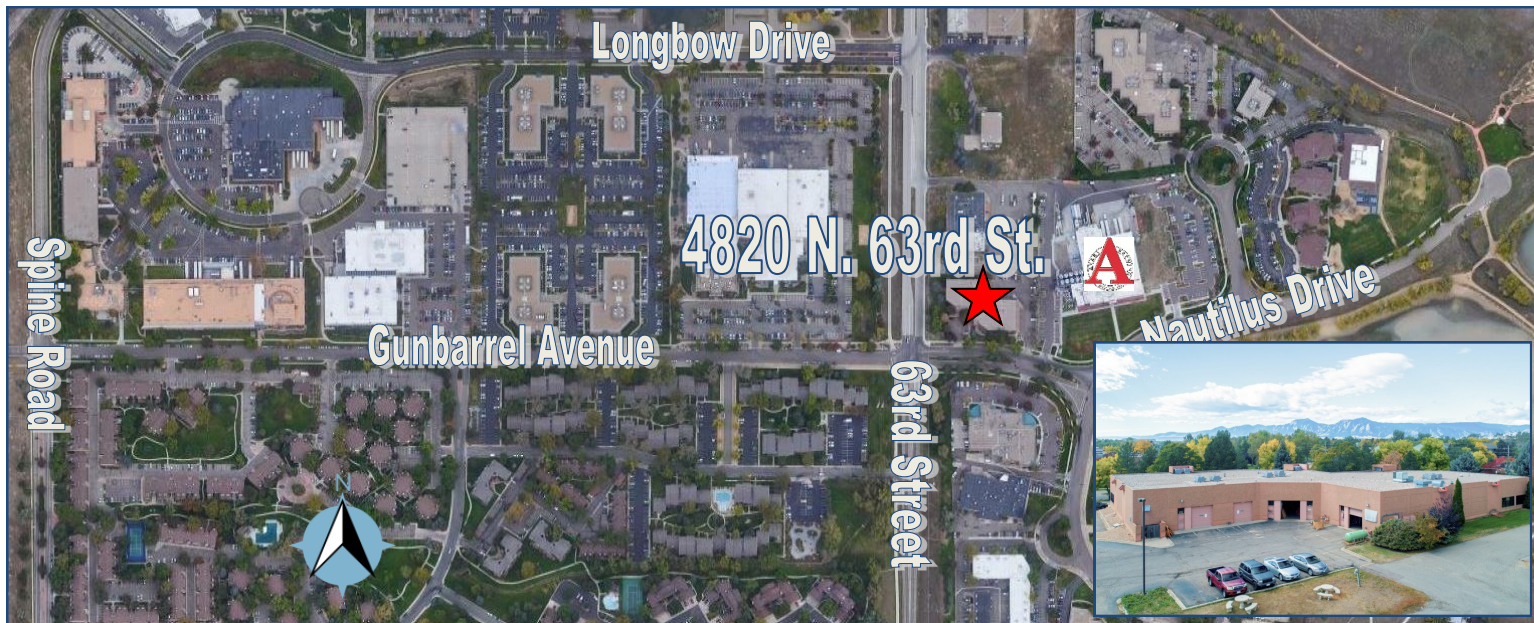 Longbow Drive
4820 N. 63rd St.
A
Spine Road
Nautilus Drive
Gunbarrel Avenue
63rd Street
N